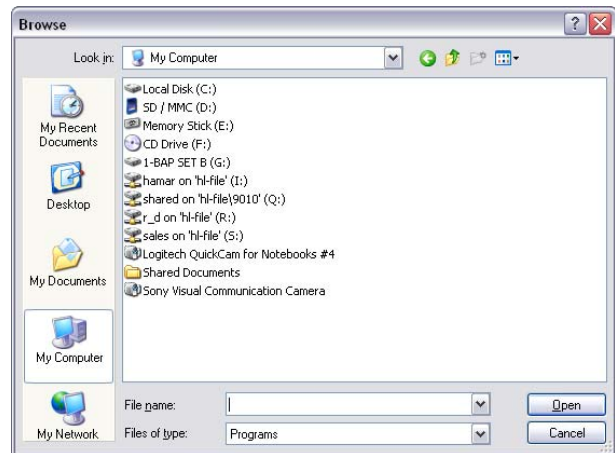 Browse
Look in:
My Computer
My Recent
Documents
Desktop
My Documents
My Computer
My Network
Local Disk (C:)
SD / MMC (D:)
Memory Stick (E:)
CD Drive (F:)
1-BAP SET B (G:)
hamar on 'hl-file' (I:)
shared on 'hl-file\9010' (Q:)
r_d on 'hl-file' (R:)
sales on 'hl-file' (S:)
Logitech QuickCam for Notebooks #4
Shared Documents
Sony Visual Communication Camera
File name:
Open
Files of type:
Programs
Cancel